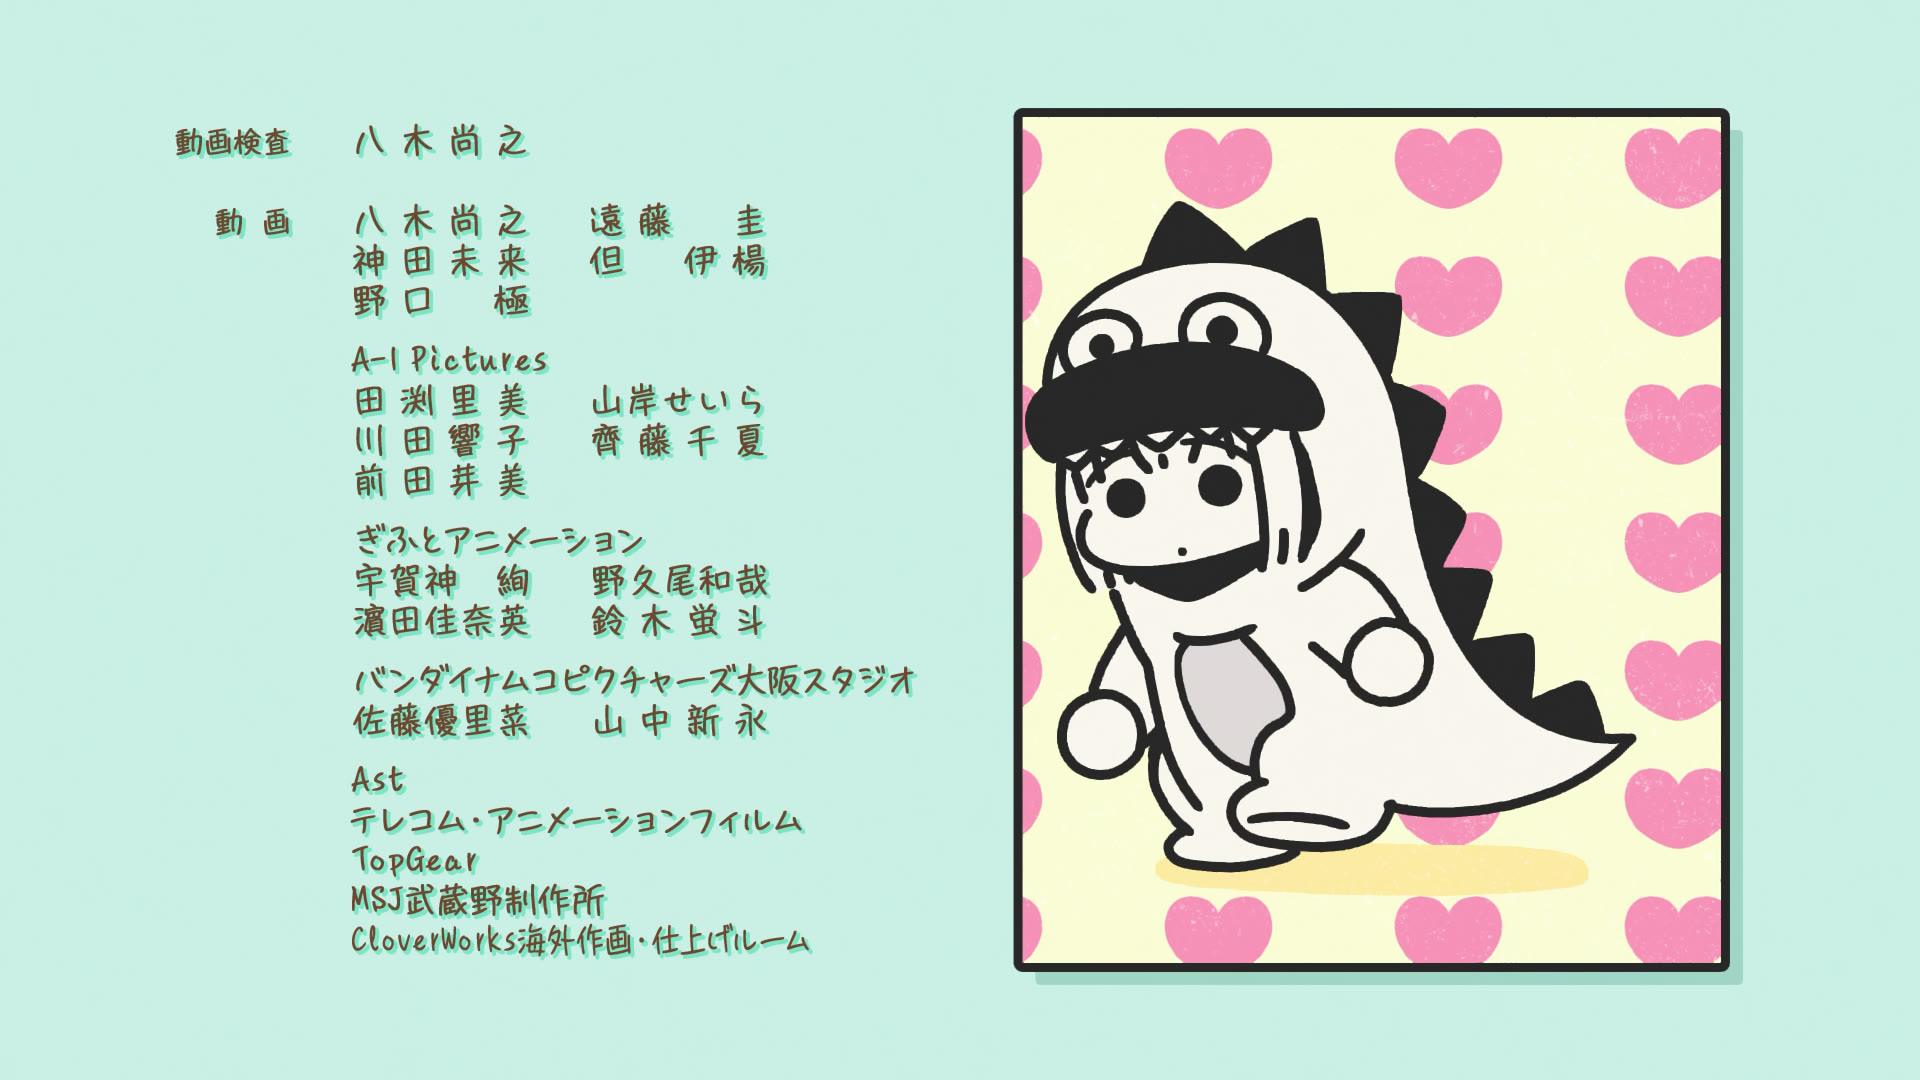 動画検査 八木尚之
動画 八木尚之 遠藤 圭
神田未来 但 伊楊
野口 極
A-1 Pictures
田渕里美 山岸せいら
川田響子 齊藤千夏
前田芽美
ぎふとアニメーション
宇賀神 絢 野久尾和哉
濵田佳奈英 鈴木蛍斗
バンダイナムコピクチャーズ大阪スタジオ
佐藤優里菜 山中新永
Ast
テレコム・アニメーションフィルム
TopGear
MSJ武蔵野制作所
CloverWorks海外作画・仕上げルーム